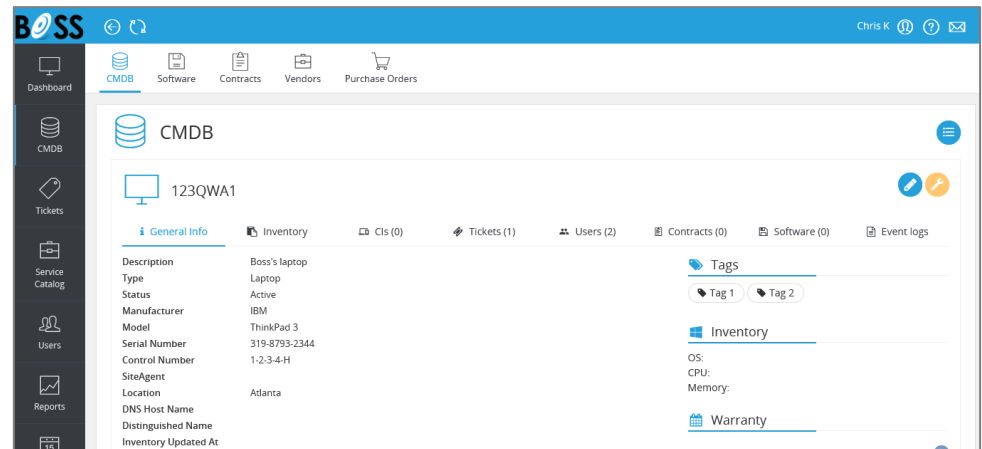 BOSS
Chris K
Dashboard
CMDB
Tickets
Service
Catalog
Users
Reports
15
CMDB
Software
Contracts
Vendors
Purchase Orders
CMDB
123QWA1
General Info
Inventory
CIs (0)
Tickets (1)
Users (2)
Contracts (0)
Software (0)
Event logs
Description Boss's laptop
Type Laptop
Status Active
Manufacturer IBM
Model ThinkPad 3
Serial Number 319-8793-2344
Control Number 1-2-3-4-H
SiteAgent
Location Atlanta
DNS Host Name
Distinguished Name
Inventory Updated At
Tags
Tag 1 Tag 2
Inventory
OS:
CPU:
Memory:
Warranty